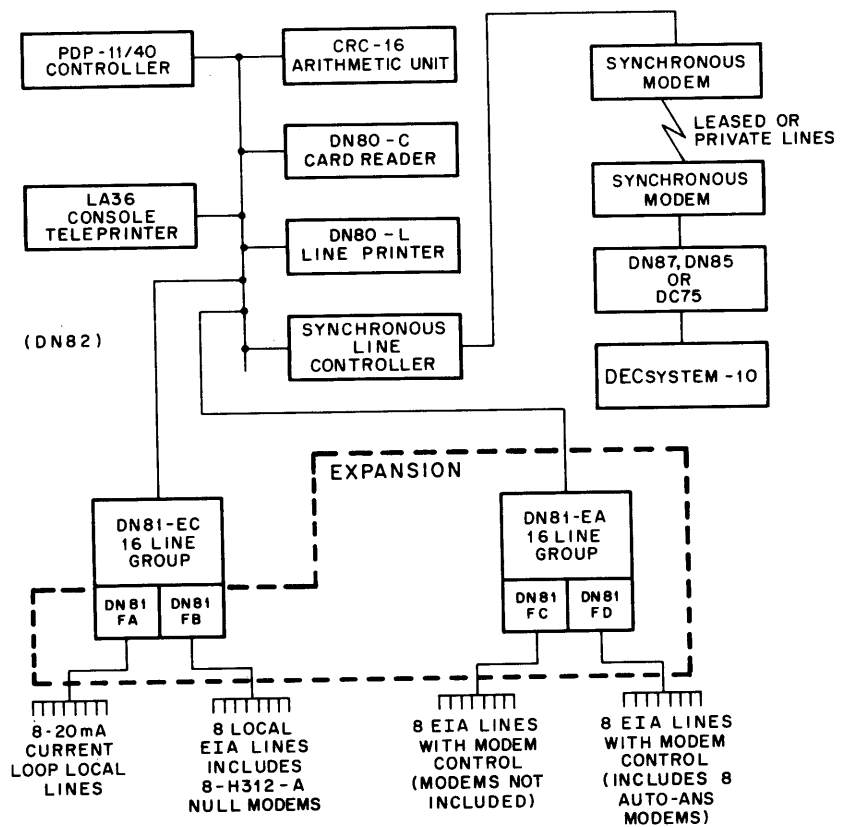 PDP-11/40
CONTROLLER
CRC-16
ARITHMETIC UNIT
SYNCHRONOUS
MODEM
LEASED OR
PRIVATE LINES
DN80-C
CARD READER
LA36
CONSOLE
TELEPRINTER
SYNCHRONOUS
MODEM
DN80-L
LINE PRINTER
DN87, DN85
OR
DC75
(DN82)
SYNCHRONOUS
LINE
CONTROLLER
DECSYSTEM-10
EXPANSION
DN81-EC
16 LINE
GROUP
DN81
FA
DN81
FB
DN81-EA
16 LINE
GROUP
DN81
FC
DN81
FD
8-20mA
CURRENT
LOOP LOCAL
LINES
8 LOCAL
EIA LINES
INCLUDES
8-H312-A
NULL MODEMS
8 EIA LINES
WITH MODEM
CONTROL
(MODEMS NOT
INCLUDED)
8 EIA LINES
WITH MODEM
CONTROL
(INCLUDES 8
AUTO-ANS
MODEMS)